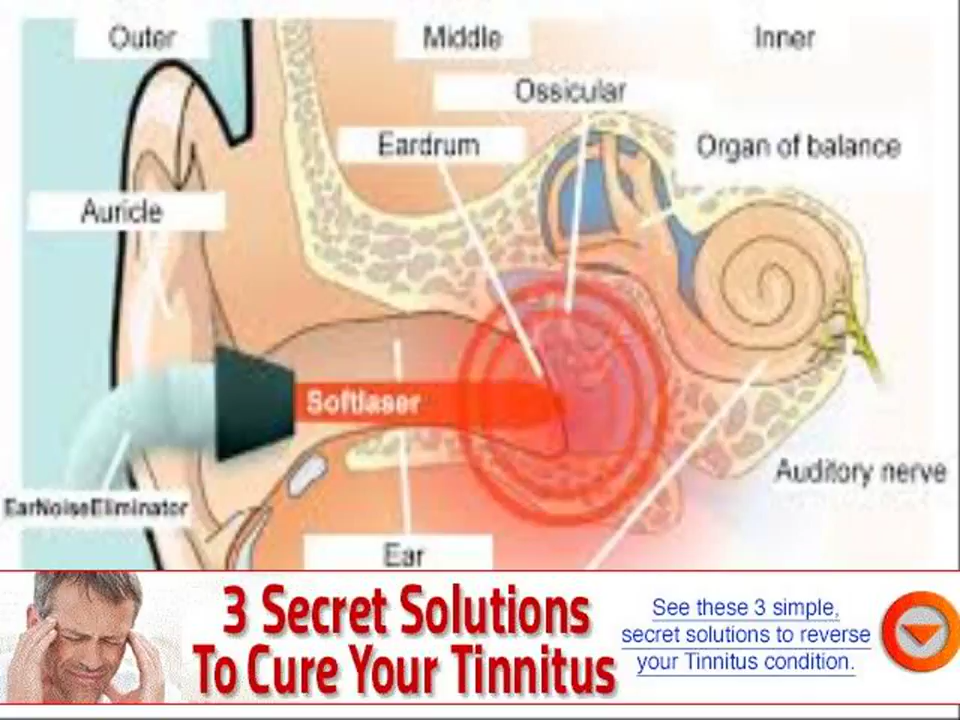 Outer
Middle
Inner
Ossicular
Eardrum
Organ of balance
Auricle
Softlaser
Auditory nerve
EarNoiseEliminator
Ear
3 Secret Solutions
To Cure Your Tinnitus
See these 3 simple,
secret solutions to reverse
your Tinnitus condition.